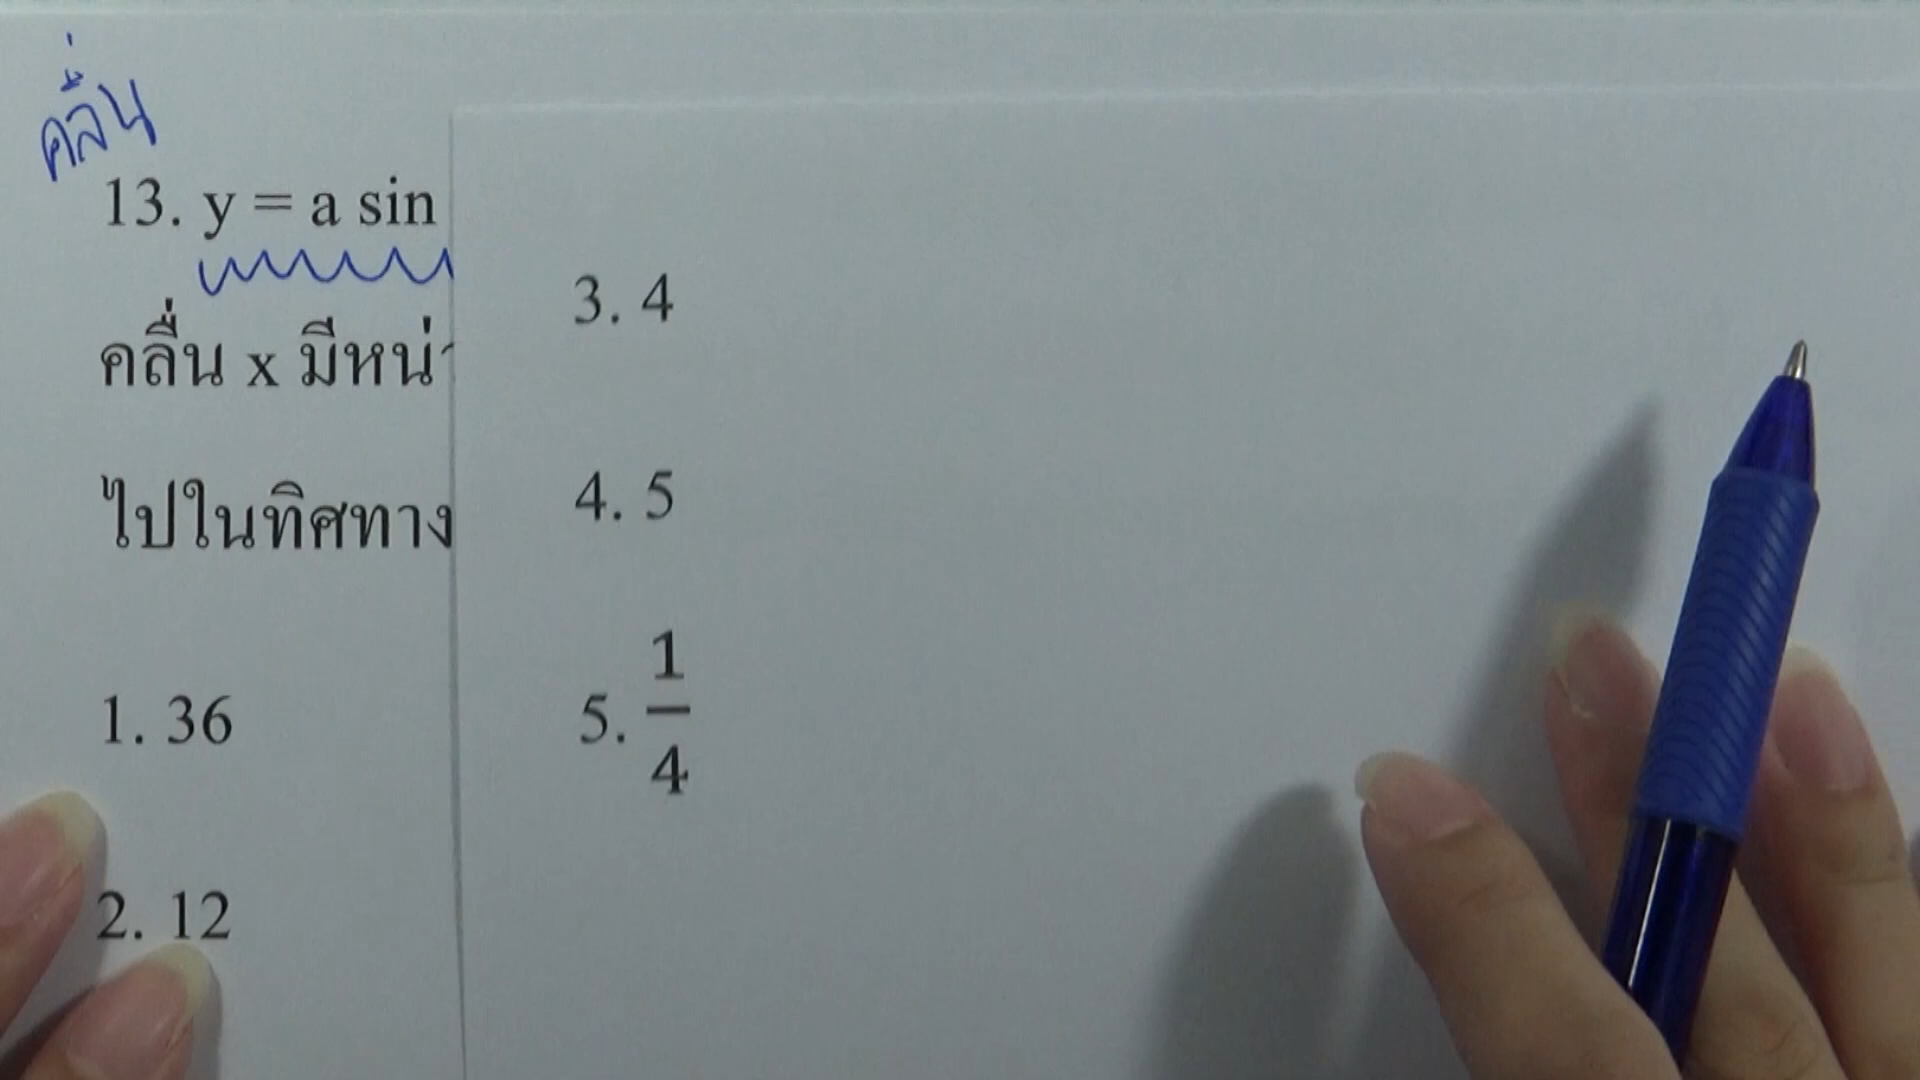 คลื่น
13. y = a sin
คลื่น x มีหน่
ไปในทิศทาง
1. 36
2. 12
3. 4
4. 5
5. 1/4